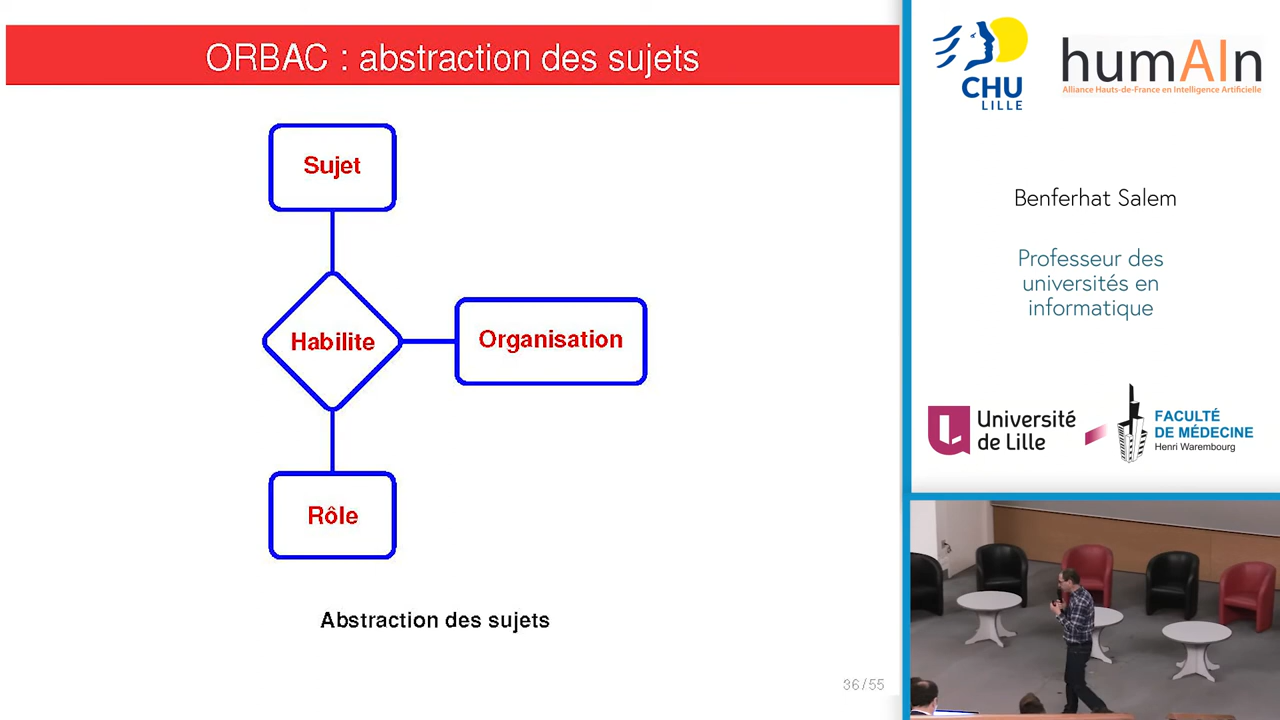 ORBAC : abstraction des sujets
Sujet
Habilite
Organisation
Rôle
Abstraction des sujets
36/55
CHU
LILLE
humAIn
Alliance Hauts-de-France en Intelligence Artificielle
Benferhat Salem
Professeur des
universités en
informatique
Université
de Lille
FACULTÉ
DE MÉDECINE
Henri Warembourg